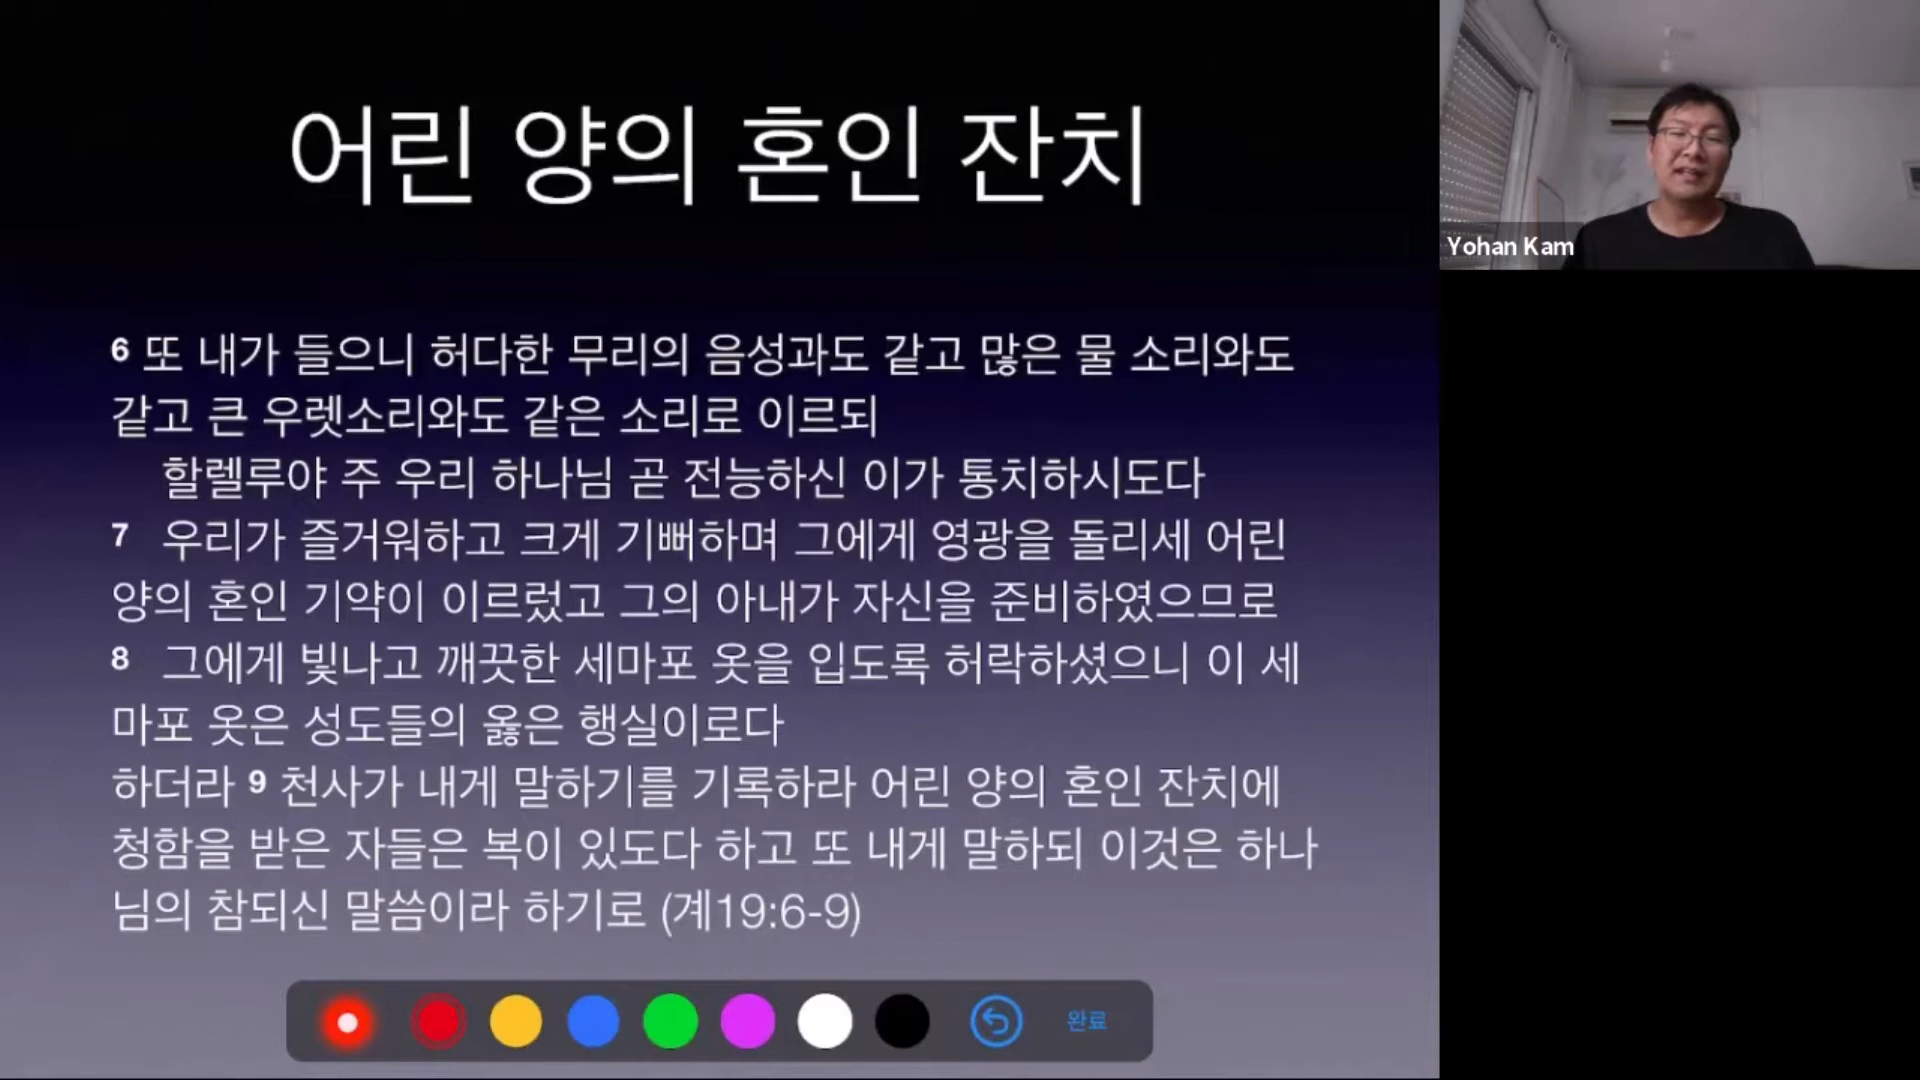 어린 양의 혼인 잔치
6 또 내가 들으니 허다한 무리의 음성과도 같고 많은 물 소리와도
같고 큰 우렛소리와도 같은 소리로 이르되
할렐루야 주 우리 하나님 곧 전능하신 이가 통치하시도다
7 우리가 즐거워하고 크게 기뻐하며 그에게 영광을 돌리세 어린
양의 혼인 기약이 이르렀고 그의 아내가 자신을 준비하였으므로
8 그에게 빛나고 깨끗한 세마포 옷을 입도록 허락하셨으니 이 세
마포 옷은 성도들의 옳은 행실이로다
하더라 9 천사가 내게 말하기를 기록하라 어린 양의 혼인 잔치에
청함을 받은 자들은 복이 있도다 하고 또 내게 말하되 이것은 하나
님의 참되신 말씀이라 하기로 (계19:6-9)
완료
Yohan Kam